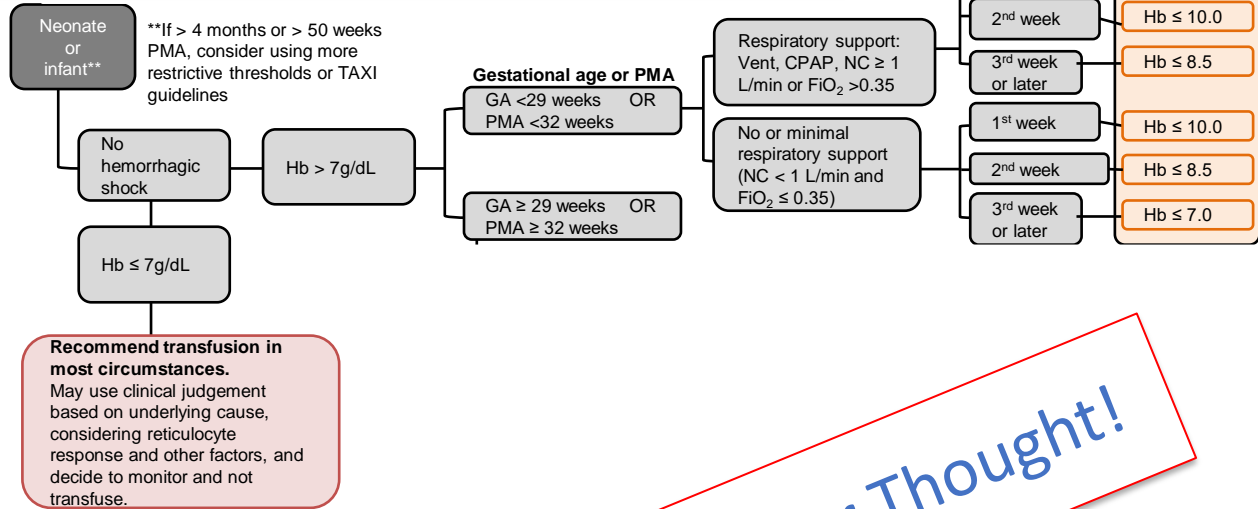 Neonate
or
infant**
**If > 4 months or > 50 weeks
PMA, consider using more
restrictive thresholds or TAXI
guidelines
No
hemorrhagic
shock
Hb > 7g/dL
Hb ≤ 7g/dL
Recommend transfusion in
most circumstances.
May use clinical judgement
based on underlying cause,
considering reticulocyte
response and other factors, and
decide to monitor and not
transfuse.
Gestational age or PMA
GA <29 weeks OR
PMA <32 weeks
GA ≥ 29 weeks OR
PMA ≥ 32 weeks
Respiratory support:
Vent, CPAP, NC ≥ 1
L/min or FiO₂ >0.35
No or minimal
respiratory support
(NC < 1 L/min and
FiO₂ ≤ 0.35)
2nd week
Hb ≤ 10.0
3rd week
or later
Hb ≤ 8.5
1st week
Hb ≤ 10.0
2nd week
Hb ≤ 8.5
3rd week
or later
Hb ≤ 7.0
Thought!